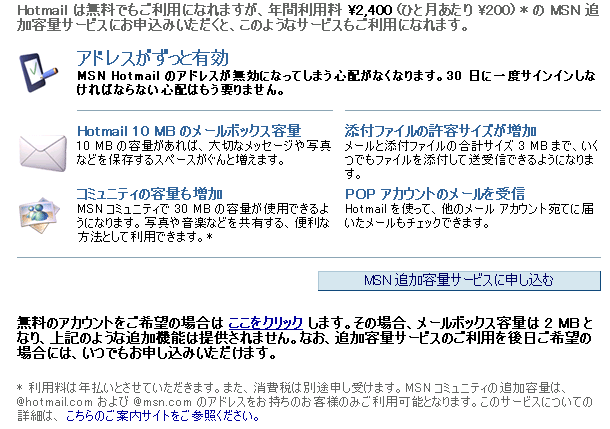 Hotmail は無料でもご利用になれますが、年間利用料 ¥2,400 (ひと月あたり ¥200) * の MSN 追
加容量サービスにお申込みいただくと、このようなサービスもご利用になれます。
アドレスがずっと有効
MSN Hotmail のアドレスが無効になってしまう心配がなくなります。30 日に一度サインインしな
ければならない心配はもう要りません。
Hotmail 10 MB のメールボックス容量
10 MB の容量があれば、大切なメッセージや写真
などを保存するスペースがぐんと増えます。
添付ファイルの許容サイズが増加
メールと添付ファイルの合計サイズ 3 MB まで、いく
つでもファイルを添付して送受信できるようになりま
す。
コミュニティの容量も増加
MSN コミュニティで 30 MB の容量が使用できるよ
うになります。写真や音楽などを共有する、便利な
方法として利用できます。*
POP アカウントのメールを受信
Hotmail を使って、他のメール アカウント宛てに届
いたメールもチェックできます。
MSN 追加容量サービスに申し込む
無料のアカウントをご希望の場合は ここをクリック します。その場合、メールボックス容量は 2 MB と
なり、上記のような追加機能は提供されません。なお、追加容量サービスのご利用を後日ご希望の
場合には、いつでもお申し込みいただけます。
* 利用料は年払いとさせていただきます。また、消費税は別途申し受けます。MSN コミュニティの追加容量は、
@hotmail.com および @msn.com のアドレスをお持ちのお客様のみご利用可能となります。このサービスについての
詳細は、こちらのご案内サイトをご参照ください。